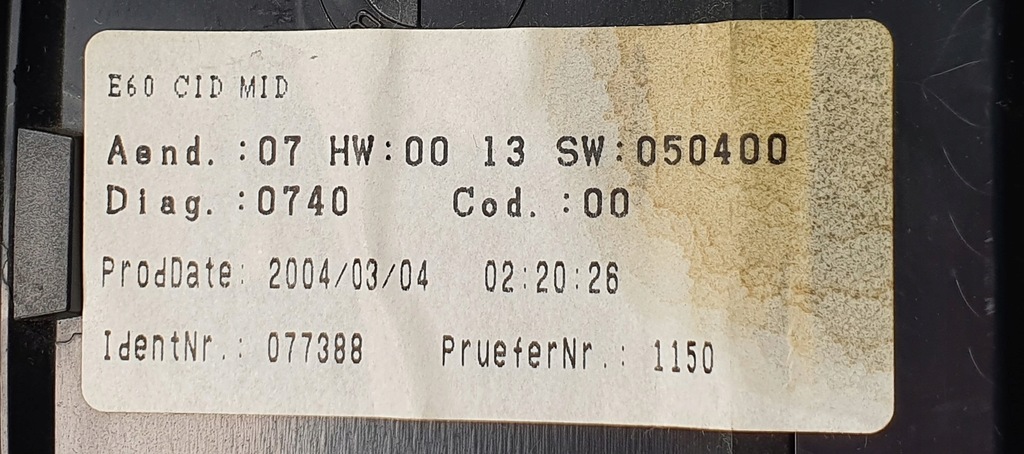 E60 CID MID
Aend. :07 HW:00 13 SW:050400
Diag. :0740 Cod. :00
ProdDate: 2004/03/04 02:20:26
IdentNr.: 077388 PrueferNr.: 1150